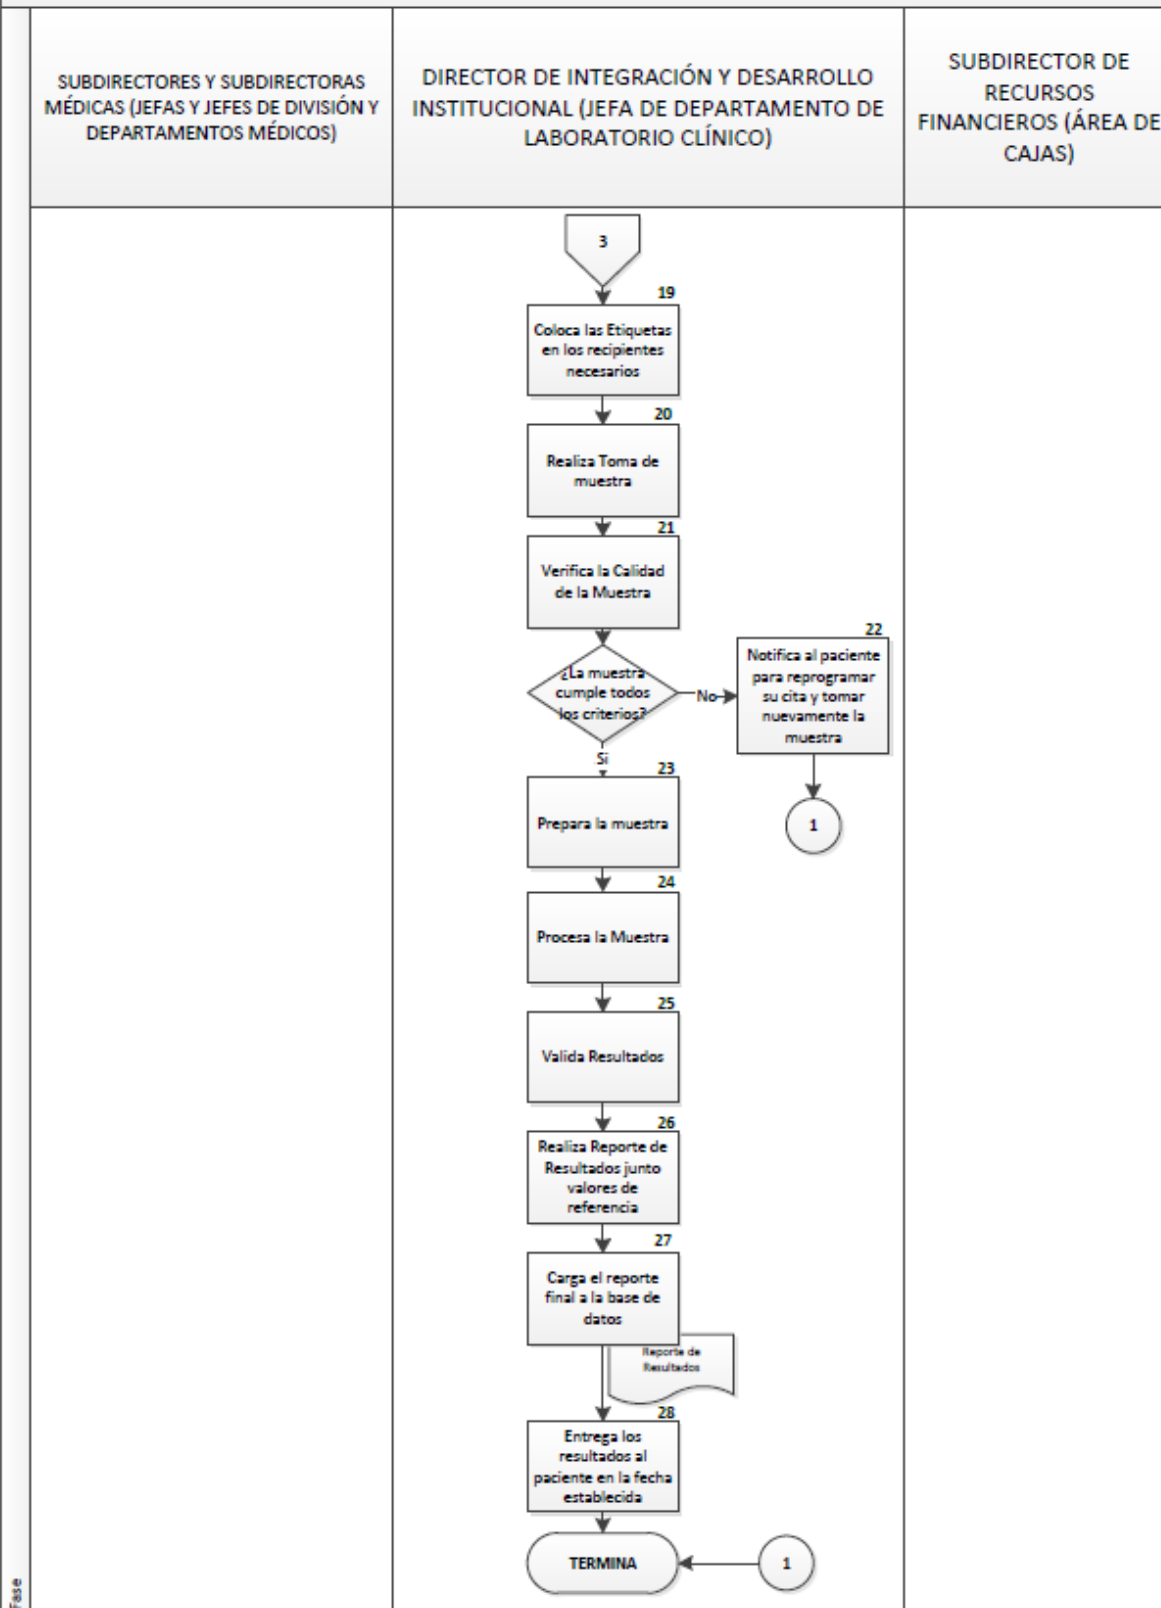 SUBDIRECTORES Y SUBDIRECTORAS
MÉDICAS (JEFAS Y JEFES DE DIVISIÓN Y
DEPARTAMENTOS MÉDICOS)
DIRECTOR DE INTEGRACIÓN Y DESARROLLO
INSTITUCIONAL (JEFA DE DEPARTAMENTO DE
LABORATORIO CLÍNICO)
SUBDIRECTOR DE
RECURSOS
FINANCIEROS (ÁREA DE
CAJAS)
3
19
Coloca las Etiquetas
en los recipientes
necesarios
20
Realiza Toma de
muestra
21
Verifica la Calidad
de la Muestra
¿La muestra
cumple todos
los criterios?
No
22
Notifica al paciente
para reprogramar
su cita y tomar
nuevamente la
muestra
1
Si
23
Prepara la muestra
24
Procesa la Muestra
25
Valida Resultados
26
Realiza Reporte de
Resultados junto
valores de
referencia
27
Carga el reporte
final a la base de
datos
Reporte de
Resultados
28
Entrega los
resultados al
paciente en la fecha
establecida
TERMINA
1
Fase